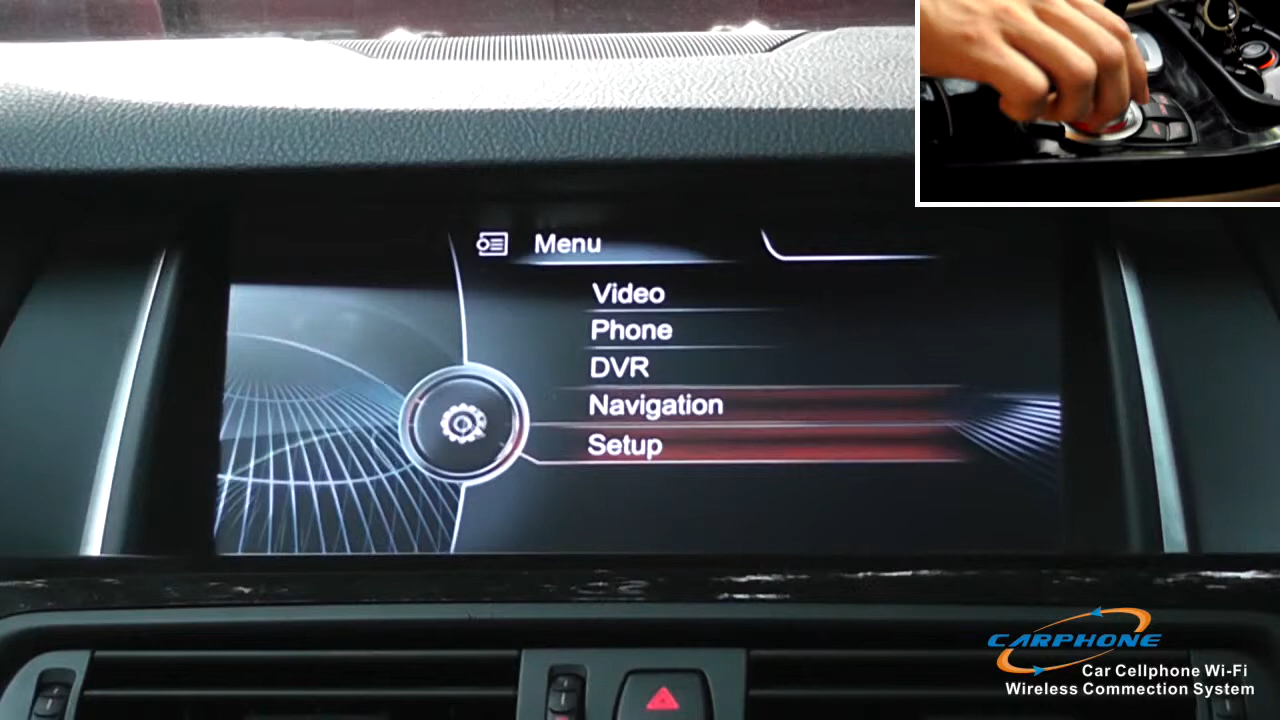 Menu
Video
Phone
DVR
Navigation
Setup
CARPHONE
Car Cellphone Wi-Fi
Wireless Commection System